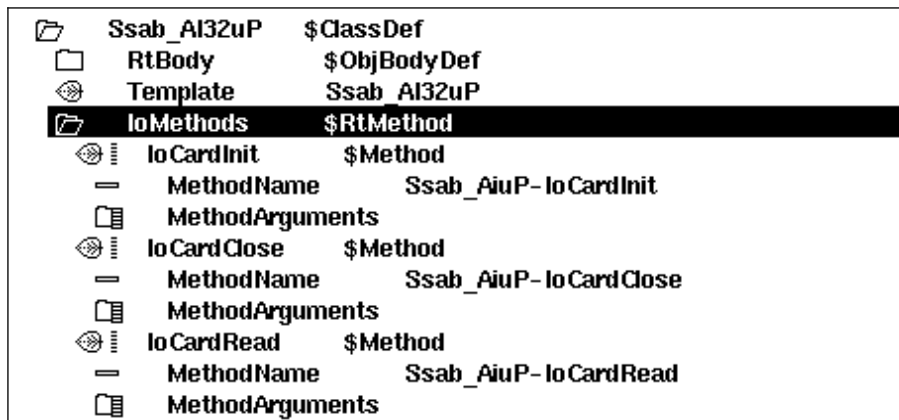 Ssab_AI32uP $ClassDef
RtBody $ObjBodyDef
Template Ssab_AI32uP
IoMethods $RtMethod
IoCardInit $Method
MethodName Ssab_AiuP-IoCardInit
MethodArguments
IoCardClose $Method
MethodName Ssab_AiuP-IoCardClose
MethodArguments
IoCardRead $Method
MethodName Ssab_AiuP-IoCardRead
MethodArguments